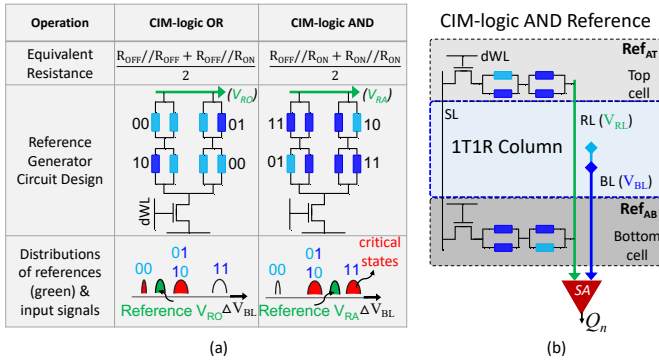 Operation CIM-logic OR CIM-logic AND
Equivalent Resistance
R_OFF//R_OFF + R_OFF//R_ON
2
R_OFF//R_ON + R_ON//R_ON
2
Reference Generator Circuit Design
(V_RO)
00 01
10 00
dWL
(V_RA)
11 10
01 11
Distributions of references (green) & input signals
00 01 10 11
Reference V_RO ΔV_BL
00 01 10 11
critical states
Reference V_RA ΔV_BL
(a)
CIM-logic AND Reference
dWL
Ref_AT
Top cell
SL
RL (V_RL)
1T1R Column
BL (V_BL)
Ref_AB
Bottom cell
SA
Q_n
(b)